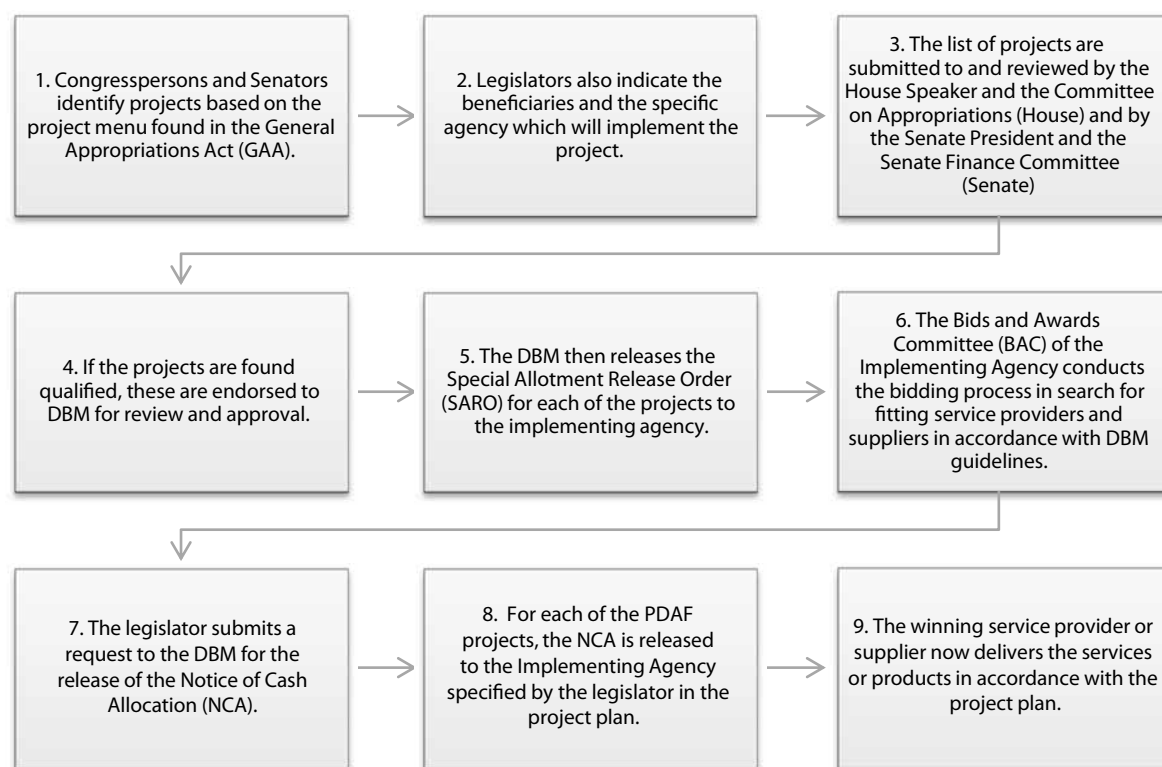 1. Congresspersons and Senators
identify projects based on the
project menu found in the General
Appropriations Act (GAA).
2. Legislators also indicate the
beneficiaries and the specific
agency which will implement the
project.
3. The list of projects are
submitted to and reviewed by the
House Speaker and the Committee
on Appropriations (House) and by
the Senate President and the
Senate Finance Committee
(Senate)
4. If the projects are found
qualified, these are endorsed to
DBM for review and approval.
5. The DBM then releases the
Special Allotment Release Order
(SARO) for each of the projects to
the implementing agency.
6. The Bids and Awards
Committee (BAC) of the
Implementing Agency conducts
the bidding process in search for
fitting service providers and
suppliers in accordance with DBM
guidelines.
7. The legislator submits a
request to the DBM for the
release of the Notice of Cash
Allocation (NCA).
8. For each of the PDAF
projects, the NCA is released
to the Implementing Agency
specified by the legislator in the
project plan.
9. The winning service provider or
supplier now delivers the services
or products in accordance with the
project plan.